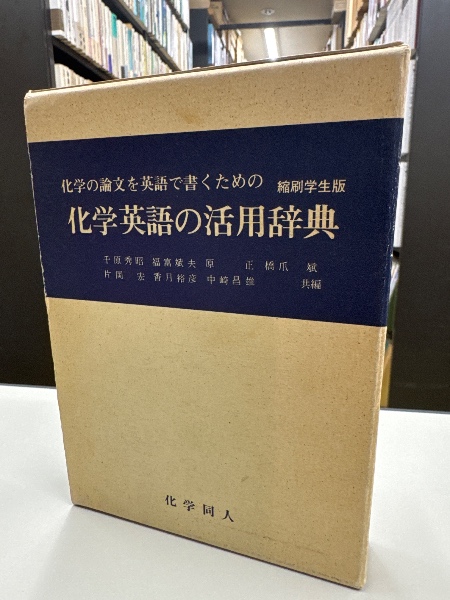 化学の論文を英語で書くための 縮刷学生版
化学英語の活用辞典
千原秀昭 福富斌夫 原 正 橋爪 斌
片岡 宏 香月裕彦 中崎昌雄 共編
化学同人